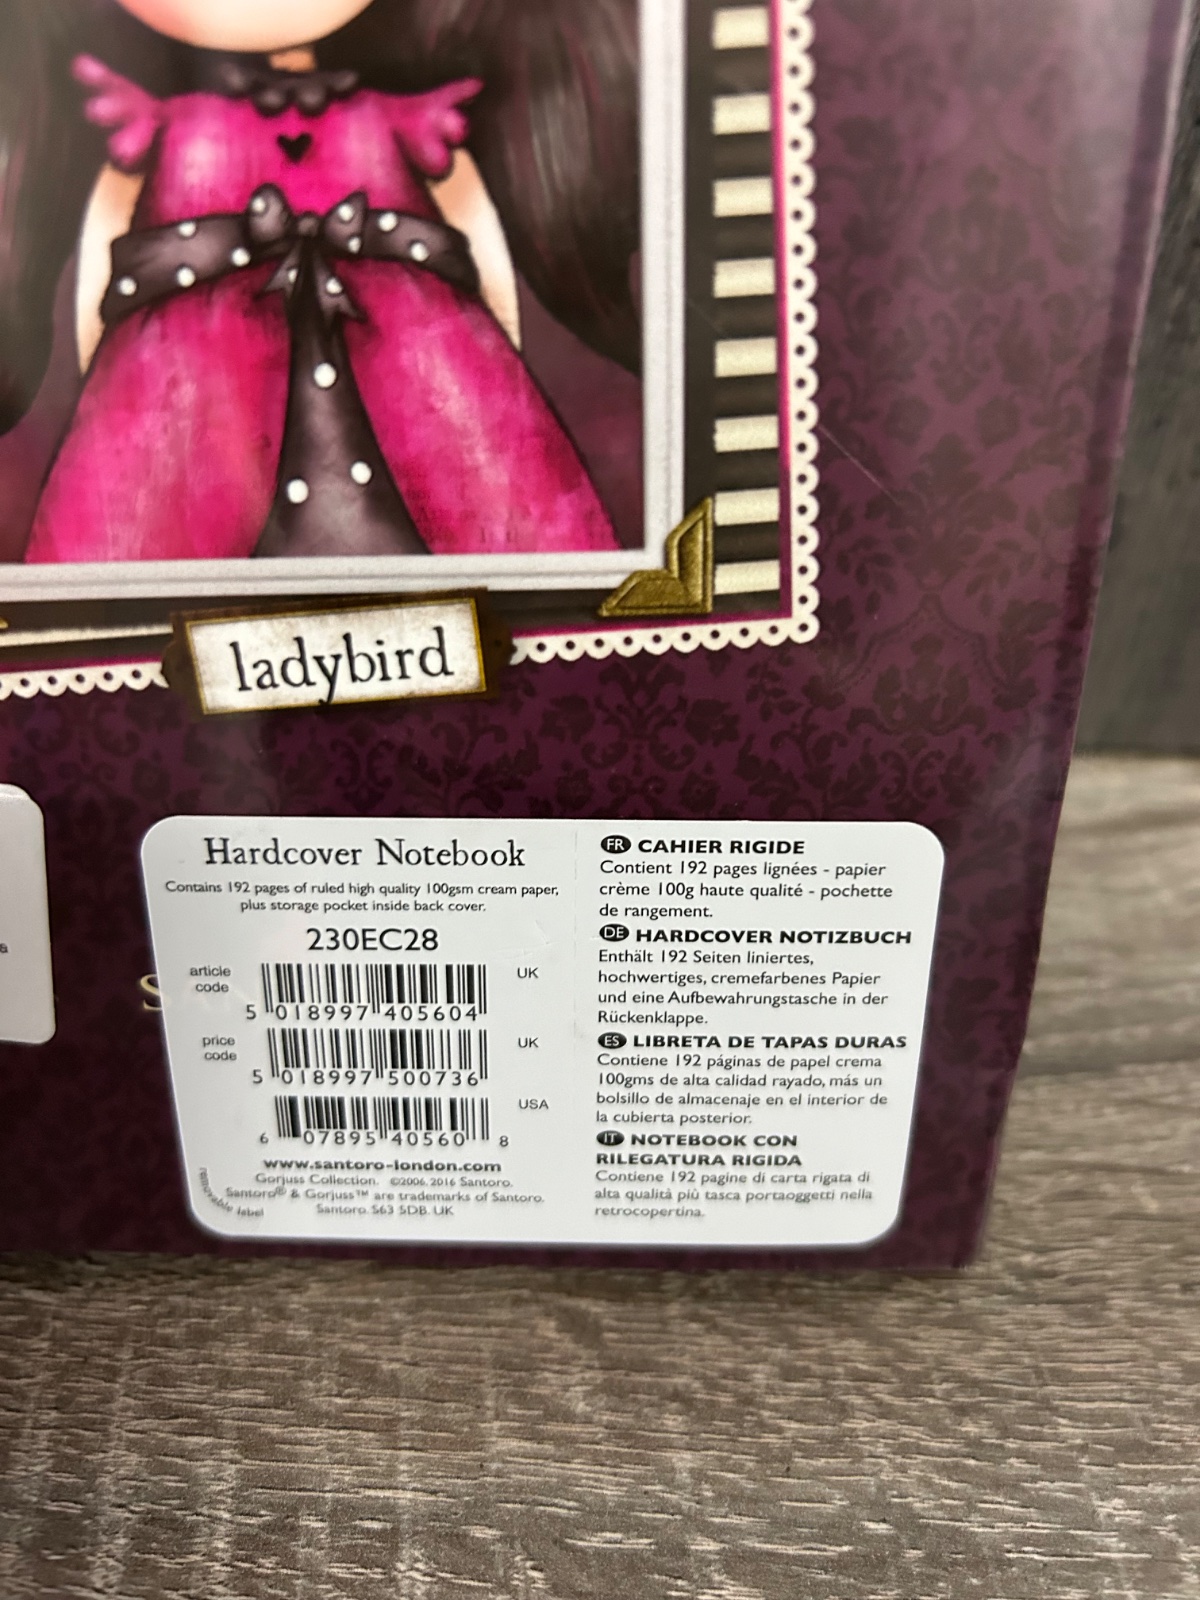 ladybird
Hardcover Notebook
Contains 192 pages of ruled high quality 100gsm cream paper,
plus storage pocket inside back cover.
230EC28
article
code
UK
5 018997 405604
price
code
UK
5 018997 500736
USA
6 07895 40560 8
www.santoro-london.com
Gorjuss Collection. ©2006, 2016 Santoro.
Santoro® & Gorjuss™ are trademarks of Santoro.
Santoro. S63 5DB. UK
removable label
FR CAHIER RIGIDE
Contient 192 pages lignées - papier
crème 100g haute qualité - pochette
de rangement.
DE HARDCOVER NOTIZBUCH
Enthält 192 Seiten liniertes,
hochwertiges, cremefarbenes Papier
und eine Aufbewahrungstasche in der
Rückenklappe.
ES LIBRETA DE TAPAS DURAS
Contiene 192 páginas de papel crema
100gms de alta calidad rayado, más un
bolsillo de almacenaje en el interior de
la cubierta posterior.
IT NOTEBOOK CON
RILEGATURA RIGIDA
Contiene 192 pagine di carta rigata di
alta qualità più tasca portaoggetti nella
retrocopertina.